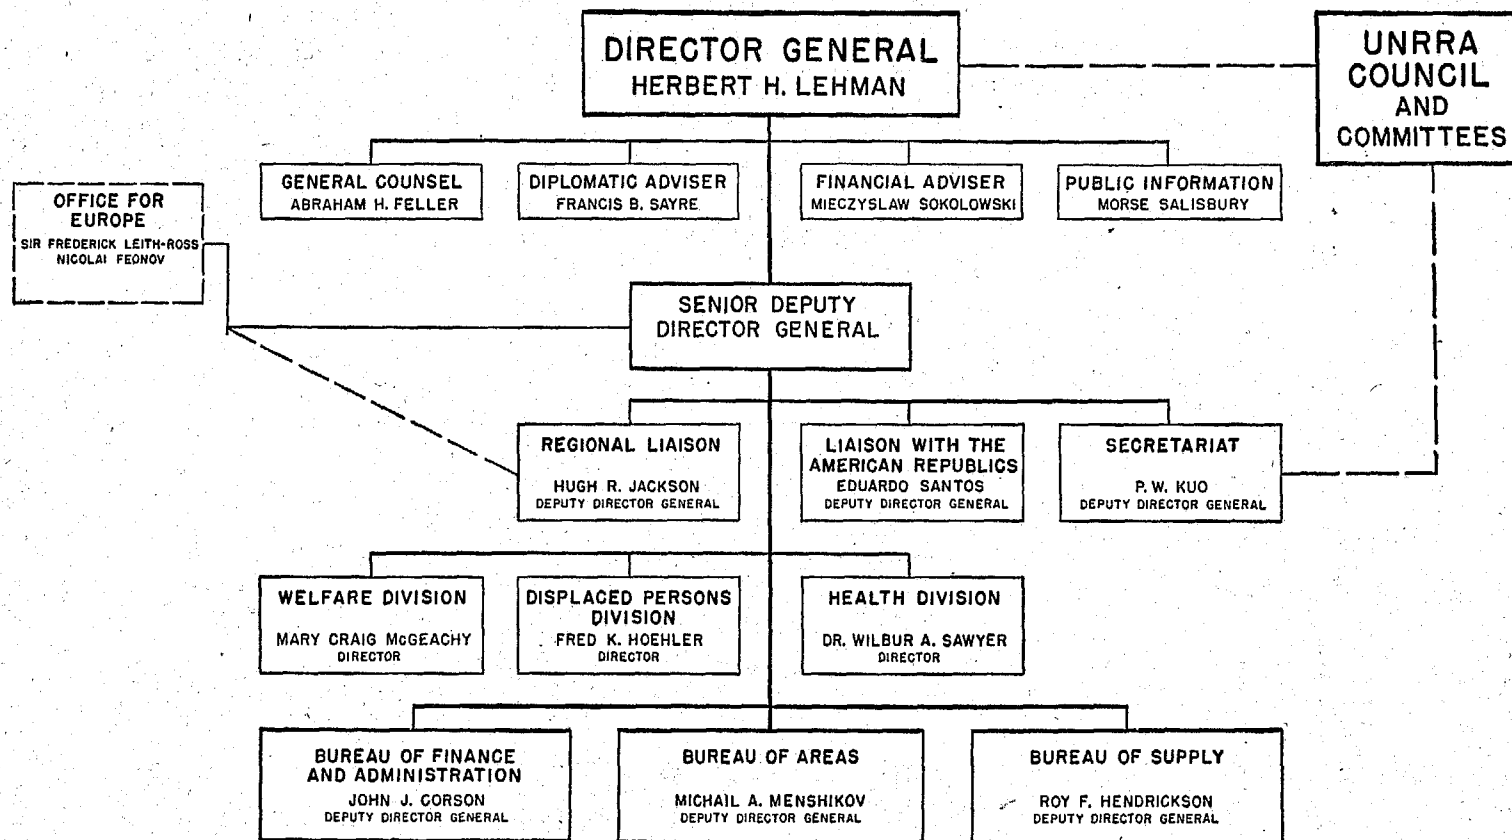 DIRECTOR GENERAL
HERBERT H. LEHMAN
UNRRA
COUNCIL
AND
COMMITTEES
GENERAL COUNSEL
ABRAHAM H. FELLER
DIPLOMATIC ADVISER
FRANCIS B. SAYRE
FINANCIAL ADVISER
MIECZYSLAW SOKOLOWSKI
PUBLIC INFORMATION
MORSE SALISBURY
OFFICE FOR
EUROPE
SIR FREDERICK LEITH-ROSS
NICOLAI FEONOV
SENIOR DEPUTY
DIRECTOR GENERAL
REGIONAL LIAISON
HUGH R. JACKSON
DEPUTY DIRECTOR GENERAL
LIAISON WITH THE
AMERICAN REPUBLICS
EDUARDO SANTOS
DEPUTY DIRECTOR GENERAL
SECRETARIAT
P. W. KUO
DEPUTY DIRECTOR GENERAL
WELFARE DIVISION
MARY CRAIG McGEACHY
DIRECTOR
DISPLACED PERSONS
DIVISION
FRED K. HOEHLER
DIRECTOR
HEALTH DIVISION
DR. WILBUR A. SAWYER
DIRECTOR
BUREAU OF FINANCE
AND ADMINISTRATION
JOHN J. CORSON
DEPUTY DIRECTOR GENERAL
BUREAU OF AREAS
MICHAIL A. MENSHIKOV
DEPUTY DIRECTOR GENERAL
BUREAU OF SUPPLY
ROY F. HENDRICKSON
DEPUTY DIRECTOR GENERAL